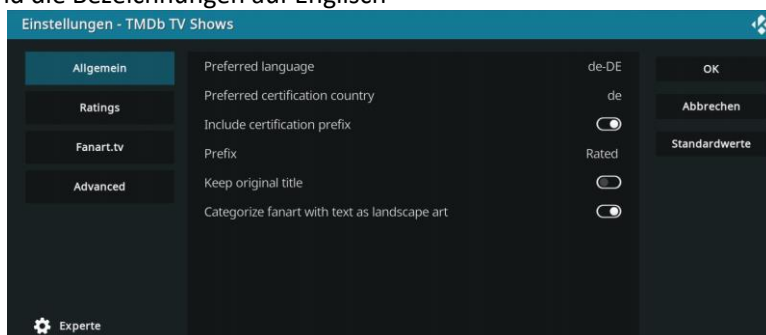 die Bezeichnungen auf Englisch
Einstellungen - TMDb TV Shows
Allgemein
Ratings
Fanart.tv
Advanced
Experte
Preferred language de-DE
Preferred certification country de
Include certification prefix
Prefix Rated
Keep original title
Categorize fanart with text as landscape art
OK
Abbrechen
Standardwerte